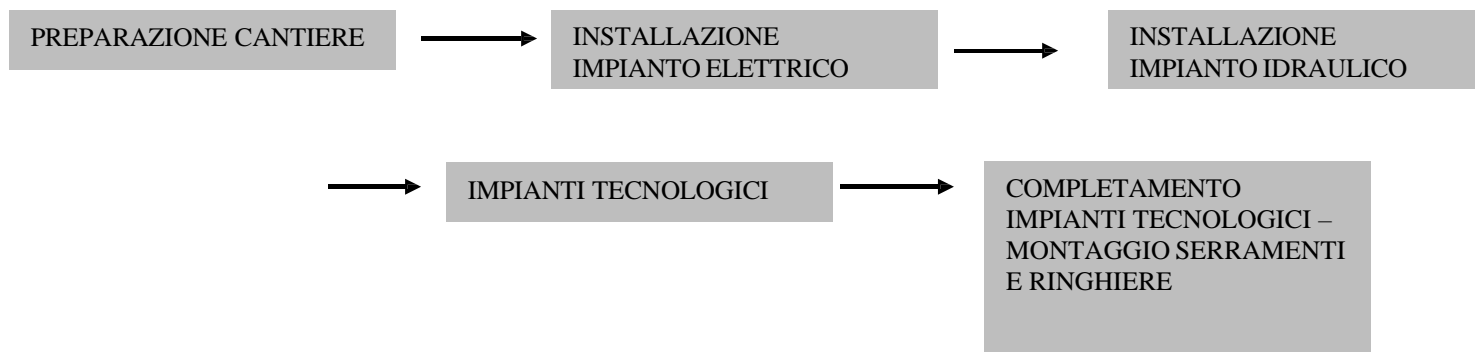 PREPARAZIONE CANTIERE
INSTALLAZIONE
IMPIANTO ELETTRICO
INSTALLAZIONE
IMPIANTO IDRAULICO
IMPIANTI TECNOLOGICI
COMPLETAMENTO
IMPIANTI TECNOLOGICI –
MONTAGGIO SERRAMENTI
E RINGHIERE